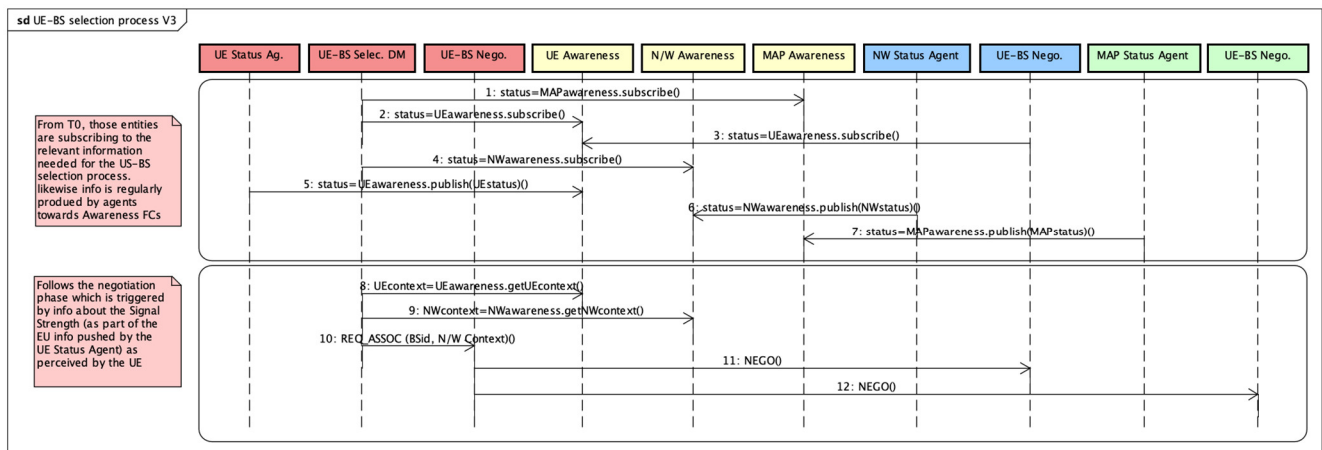 sd UE-BS selection process V3
UE Status Ag.
UE-BS Selec. DM
UE-BS Nego.
UE Awareness
N/W Awareness
MAP Awareness
NW Status Agent
UE-BS Nego.
MAP Status Agent
UE-BS Nego.
From T0, those entities
are subscribing to the
relevant information
needed for the US-BS
selection process.
likewise info is regularly
produed by agents
towards Awareness FCs
1: status=MAPawareness.subscribe()
2: status=UEawareness.subscribe()
3: status=UEawareness.subscribe()
4: status=NWawareness.subscribe()
5: status=UEawareness.publish(UEstatus)()
6: status=NWawareness.publish(NWstatus)()
7: status=MAPawareness.publish(MAPstatus)()
Follows the negotiation
phase which is triggered
by info about the Signal
Strength (as part of the
EU info pushed by the
UE Status Agent) as
perceived by the UE
8: UEcontext=UEawareness.getUEcontext()
9: NWcontext=NWawareness.getNWcontext()
10: REQ_ASSOC (BSid, N/W Context)()
11: NEGO()
12: NEGO()